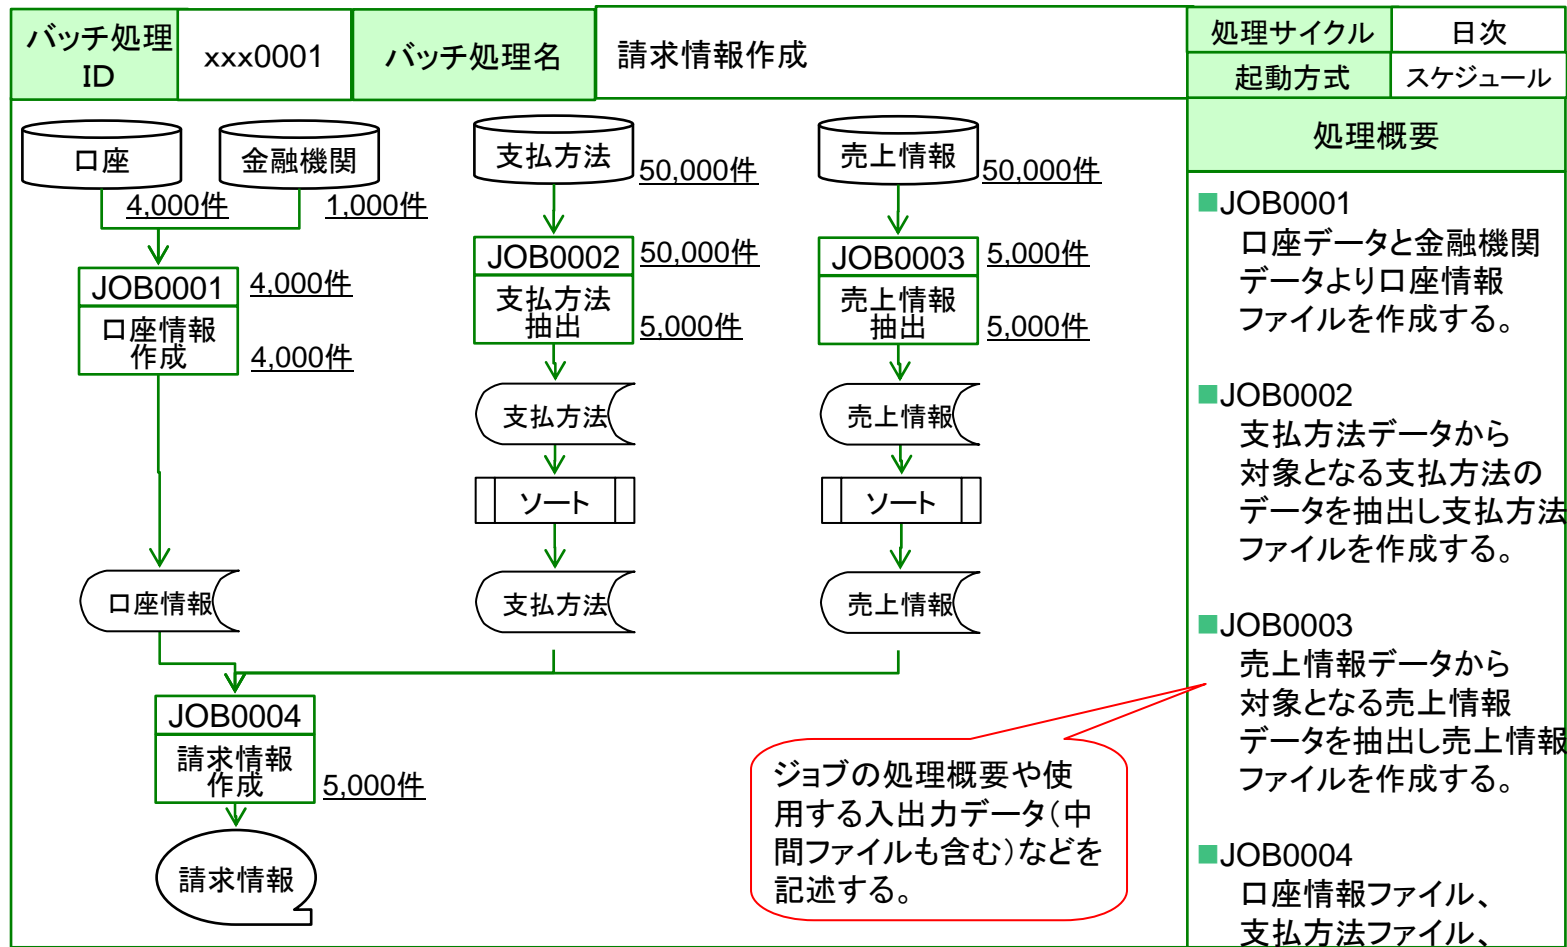 バッチ処理
ID
xxx0001
バッチ処理名
請求情報作成
処理サイクル
日次
起動方式
スケジュール
処理概要
口座
金融機関
支払方法
売上情報
4,000件
1,000件
50,000件
50,000件
JOB0001
4,000件
口座情報
作成
4,000件
JOB0002
50,000件
支払方法
抽出
5,000件
JOB0003
5,000件
売上情報
抽出
5,000件
支払方法
売上情報
ソート
ソート
口座情報
支払方法
売上情報
JOB0004
請求情報
作成
5,000件
請求情報
ジョブの処理概要や使
用する入出力データ(中
間ファイルも含む)などを
記述する。
■JOB0001
口座データと金融機関
データより口座情報
ファイルを作成する。
■JOB0002
支払方法データから
対象となる支払方法の
データを抽出し支払方法
ファイルを作成する。
■JOB0003
売上情報データから
対象となる売上情報
データを抽出し売上情報
ファイルを作成する。
■JOB0004
口座情報ファイル、
支払方法ファイル、